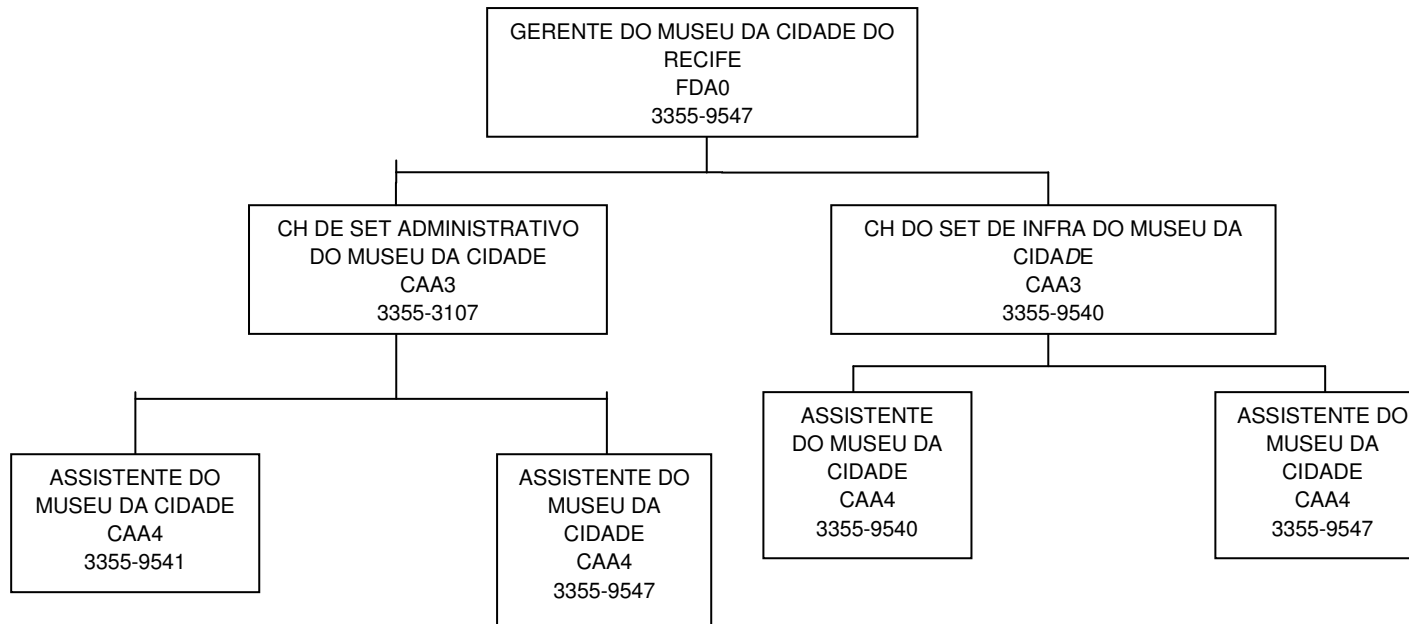 GERENTE DO MUSEU DA CIDADE DO
RECIFE
FDA0
3355-9547
CH DE SET ADMINISTRATIVO
DO MUSEU DA CIDADE
CAA3
3355-3107
CH DO SET DE INFRA DO MUSEU DA
CIDADE
CAA3
3355-9540
ASSISTENTE DO
MUSEU DA CIDADE
CAA4
3355-9541
ASSISTENTE DO
MUSEU DA
CIDADE
CAA4
3355-9547
ASSISTENTE
DO MUSEU DA
CIDADE
CAA4
3355-9540
ASSISTENTE DO
MUSEU DA
CIDADE
CAA4
3355-9547